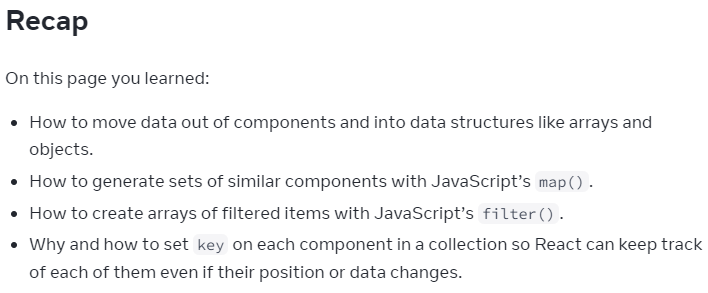 Recap
On this page you learned:
• How to move data out of components and into data structures like arrays and
objects.
• How to generate sets of similar components with JavaScript’s map() .
• How to create arrays of filtered items with JavaScript’s filter() .
• Why and how to set key on each component in a collection so React can keep track
of each of them even if their position or data changes.